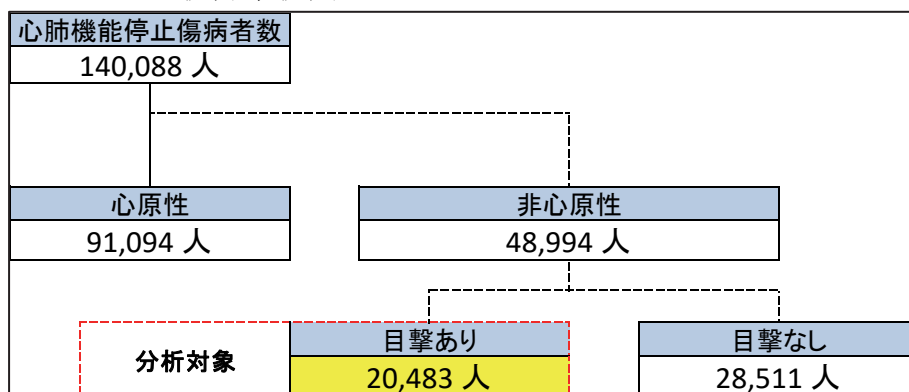 心肺機能停止傷病者数
140,088 人
心原性
非心原性
91,094 人
48,994 人
分析対象
目撃あり
目撃なし
20,483 人
28,511 人